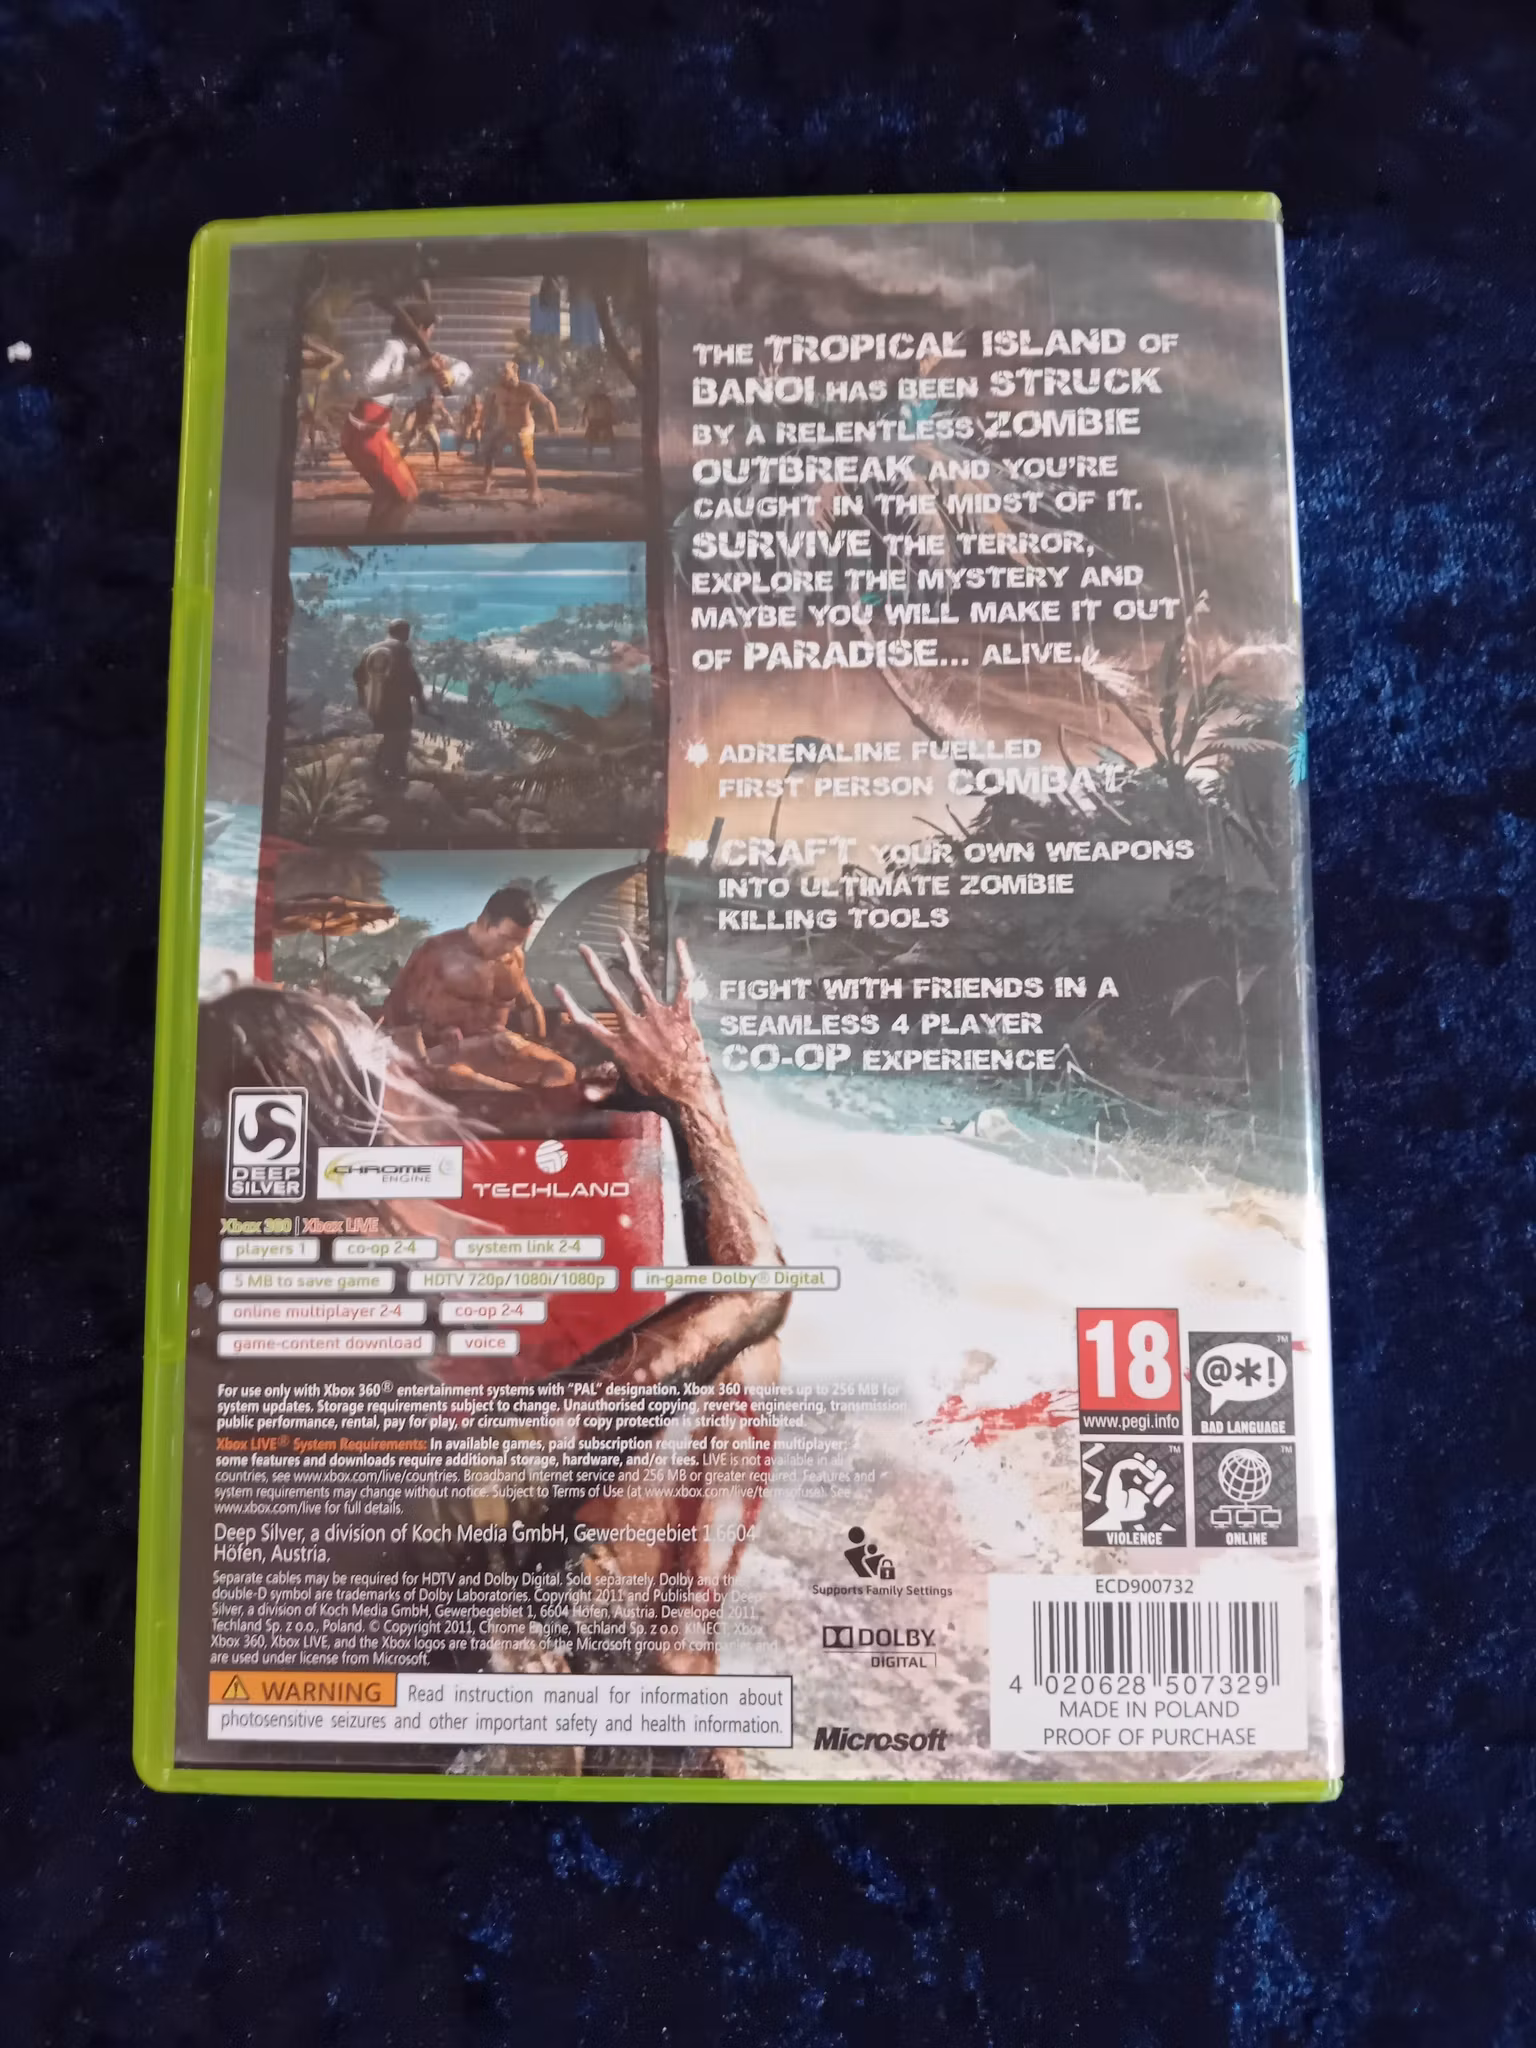 THE TROPICAL ISLAND OF
BANOI HAS BEEN STRUCK
BY A RELENTLESS ZOMBIE
OUTBREAK AND YOU'RE
CAUGHT IN THE MIDST OF IT.
SURVIVE THE TERROR,
EXPLORE THE MYSTERY AND
MAYBE YOU WILL MAKE IT OUT
OF PARADISE... ALIVE.
ADRENALINE FUELLED
FIRST PERSON COMBAT
CRAFT YOUR OWN WEAPONS
INTO ULTIMATE ZOMBIE
KILLING TOOLS
FIGHT WITH FRIENDS IN A
SEAMLESS 4 PLAYER
CO-OP EXPERIENCE
DEEP
SILVER
CHROME
ENGINE
TECHLAND
Xbox 360 | Xbox LIVE
players 1 co-op 2-4 system link 2-4
5 MB to save game HDTV 720p/1080i/1080p in-game Dolby® Digital
online multiplayer 2-4 co-op 2-4
game-content download voice
For use only with Xbox 360® entertainment systems with "PAL" designation. Xbox 360 requires up to 256 MB for
system updates. Storage requirements subject to change. Unauthorised copying, reverse engineering, transmission,
public performance, rental, pay for play, or circumvention of copy protection is strictly prohibited.
Xbox LIVE® System Requirements: In available games, paid subscription required for online multiplayer;
some features and downloads require additional storage, hardware, and/or fees. LIVE is not available in all
countries, see www.xbox.com/live/countries. Broadband internet service and 256 MB or greater required. Features and
system requirements may change without notice. Subject to Terms of Use (at www.xbox.com/live/termsofuse). See
www.xbox.com/live for full details.
Deep Silver, a division of Koch Media GmbH, Gewerbegebiet 1,6604
Höfen, Austria.
Separate cables may be required for HDTV and Dolby Digital. Sold separately. Dolby and the
double-D symbol are trademarks of Dolby Laboratories. Copyright 2011 and Published by Deep
Silver, a division of Koch Media GmbH, Gewerbegebiet 1, 6604 Höfen, Austria. Developed 2011,
Techland Sp. z o.o., Poland. © Copyright 2011, Chrome Engine, Techland Sp. z o.o. KINECT, Xbox,
Xbox 360, Xbox LIVE, and the Xbox logos are trademarks of the Microsoft group of companies and
are used under license from Microsoft.
WARNING Read instruction manual for information about
photosensitive seizures and other important safety and health information.
18
www.pegi.info
@*!
BAD LANGUAGE
VIOLENCE
ONLINE
Supports Family Settings
DOLBY
DIGITAL
Microsoft
ECD900732
4 020628 507329
MADE IN POLAND
PROOF OF PURCHASE